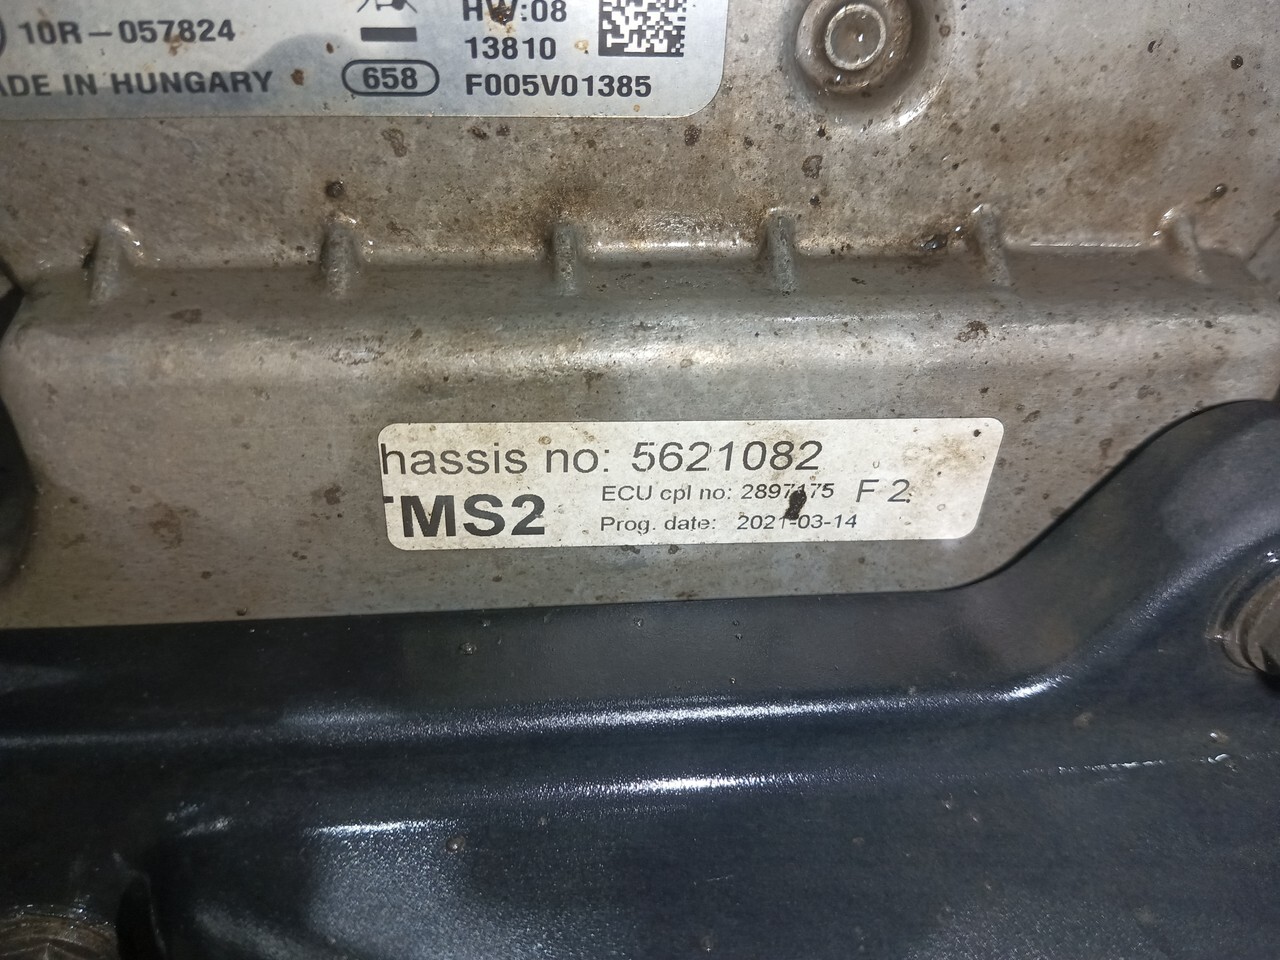 10R-057824
ADE IN HUNGARY
658
HW:08
13810
F005V01385
hassis no: 5621082
MS2
ECU cpl no: 2897175 F 2
Prog. date: 2021-03-14